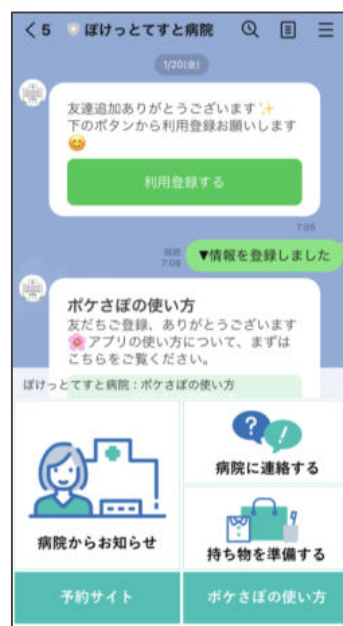 5 ぽけっとてすと病院
1/20(金)
友達追加ありがとうございます✨
下のボタンから利用登録お願いします
😊
利用登録する
7:06
既読
7:08
▼情報を登録しました
ポケさぽの使い方
友だちご登録、ありがとうございます
🌸アプリの使い方について、まずは
こちらをご覧ください。
ぽけっとてすと病院:ポケさぽの使い方
病院からお知らせ
病院に連絡する
持ち物を準備する
予約サイト
ポケさぽの使い方